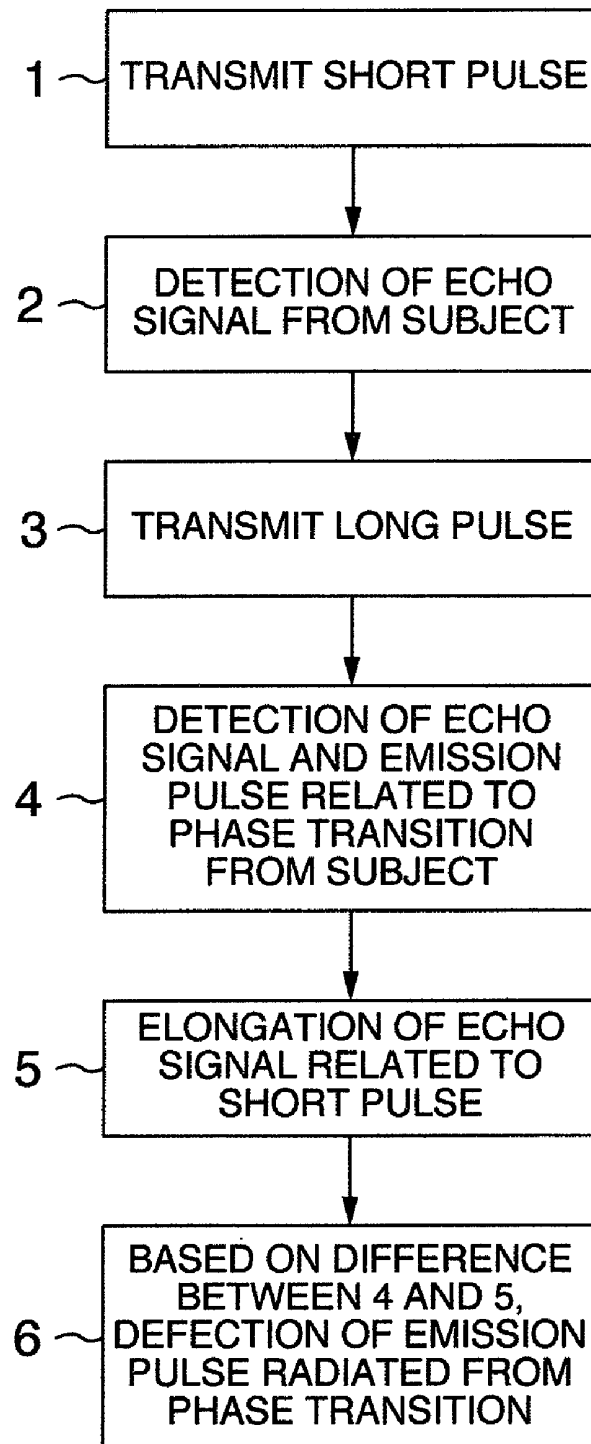 1 TRANSMIT SHORT PULSE
2 DETECTION OF ECHO
SIGNAL FROM SUBJECT
3 TRANSMIT LONG PULSE
4 DETECTION OF ECHO
SIGNAL AND EMISSION
PULSE RELATED TO
PHASE TRANSITION
FROM SUBJECT
5 ELONGATION OF ECHO
SIGNAL RELATED TO
SHORT PULSE
6 BASED ON DIFFERENCE
BETWEEN 4 AND 5,
DEFECTION OF EMISSION
PULSE RADIATED FROM
PHASE TRANSITION